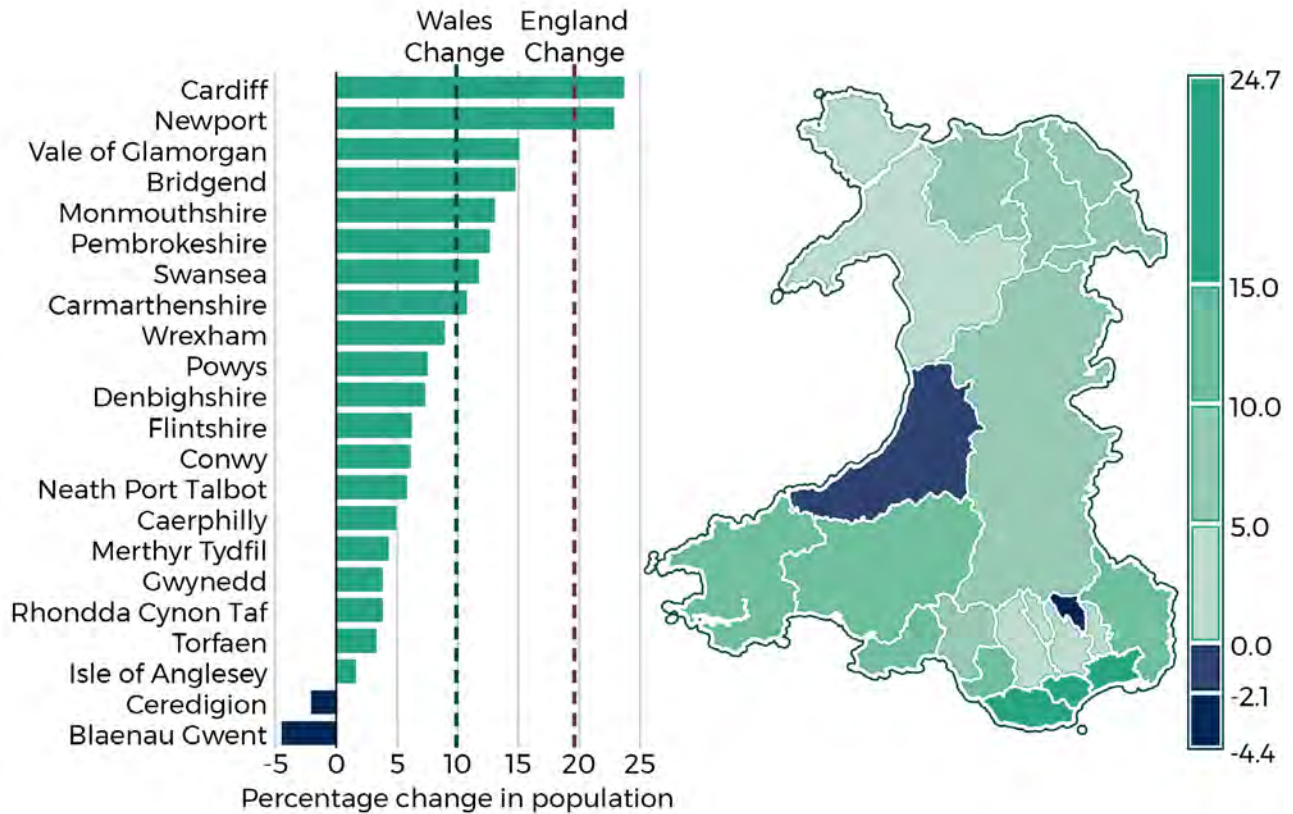 Wales
Change
England
Change
Cardiff
Newport
Vale of Glamorgan
Bridgend
Monmouthshire
Pembrokeshire
Swansea
Carmarthenshire
Wrexham
Powys
Denbighshire
Flintshire
Conwy
Neath Port Talbot
Caerphilly
Merthyr Tydfil
Gwynedd
Rhondda Cynon Taf
Torfaen
Isle of Anglesey
Ceredigion
Blaenau Gwent
-5 0 5 10 15 20 25
Percentage change in population
24.7
15.0
10.0
5.0
0.0
-2.1
-4.4